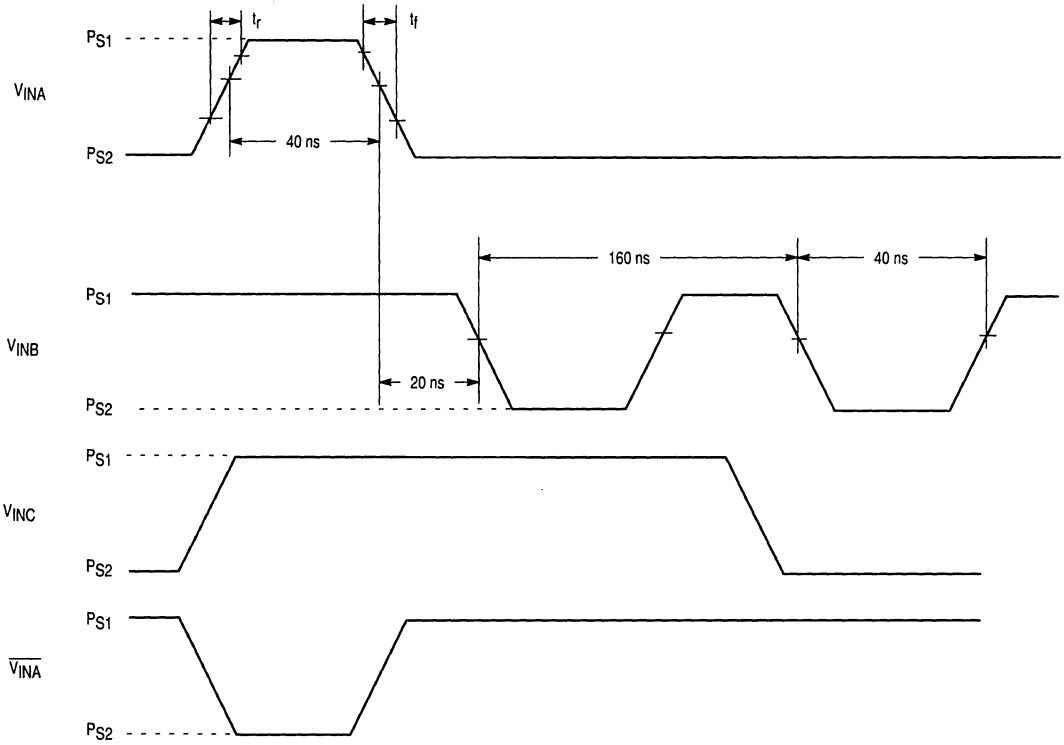 tr
tf
PS1
VINA
40 ns
PS2
160 ns
40 ns
PS1
VINB
20 ns
PS2
PS1
VINC
PS2
PS1
VINA
PS2